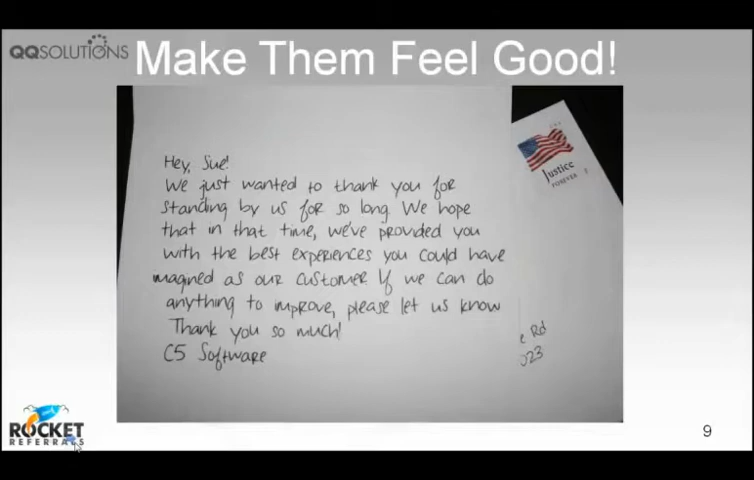 QQSOLUTIONS
Make Them Feel Good!
Hey, Sue!
We just wanted to thank you for
standing by us for so long. We hope
that in that time, we've provided you
with the best experiences you could have
imagined as our customer. If we can do
anything to improve, please let us know
Thank you so much!
C5 Software
Justice
FOREVER
e Rd
023
ROCKET
REFERRALS
9